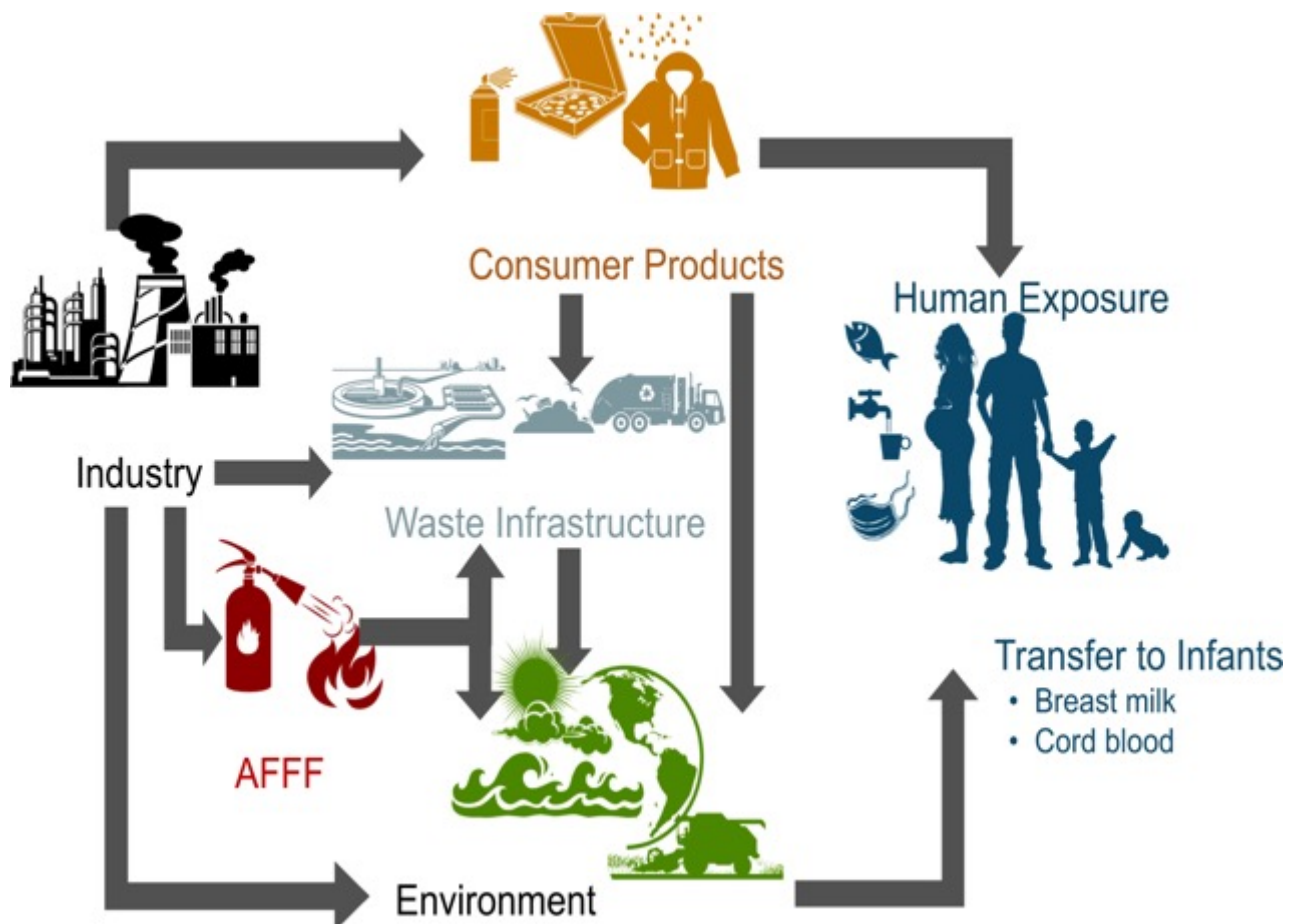 Consumer Products
Human Exposure
Industry
Waste Infrastructure
Transfer to Infants
• Breast milk
• Cord blood
AFFF
Environment